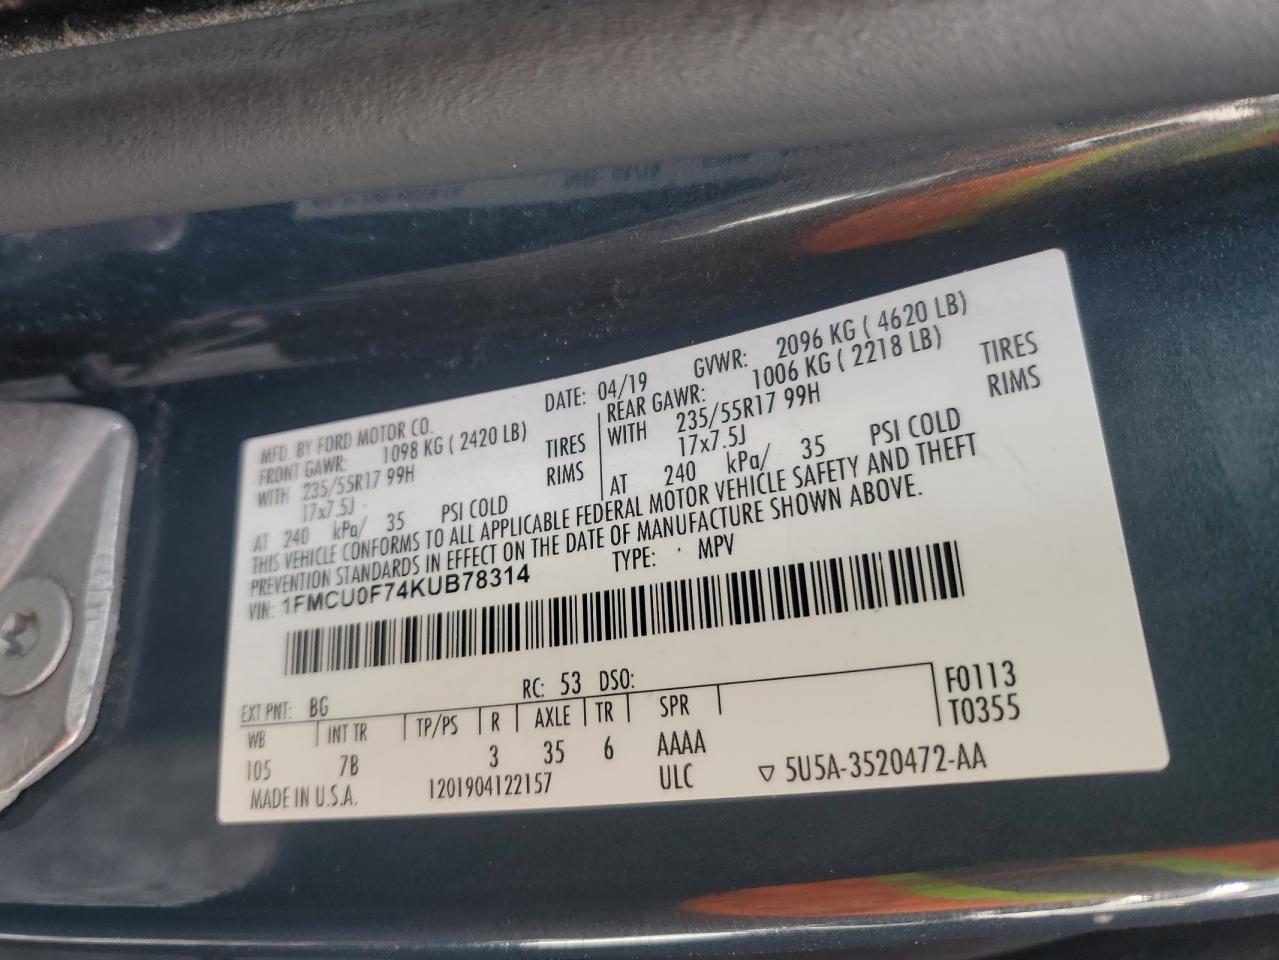 MFD. BY FORD MOTOR CO.
DATE: 04/19
GVWR: 2096 KG ( 4620 LB)
FRONT GAWR: 1098 KG ( 2420 LB)
WITH 235/55R17 99H TIRES
17x7.5J RIMS
AT 240 kPa/ 35 PSI COLD
REAR GAWR: 1006 KG ( 2218 LB)
WITH 235/55R17 99H TIRES
17x7.5J RIMS
AT 240 kPa/ 35 PSI COLD
THIS VEHICLE CONFORMS TO ALL APPLICABLE FEDERAL MOTOR VEHICLE SAFETY AND THEFT
PREVENTION STANDARDS IN EFFECT ON THE DATE OF MANUFACTURE SHOWN ABOVE.
VIN: 1FMCU0F74KUB78314
TYPE: MPV
EXT PNT: BG RC: 53 DSO:
WB INT TR TP/PS R AXLE TR SPR
105 7B 3 35 6 AAAA
F0113
T0355
MADE IN U.S.A. 1201904122157 ULC ▽ 5U5A-3520472-AA